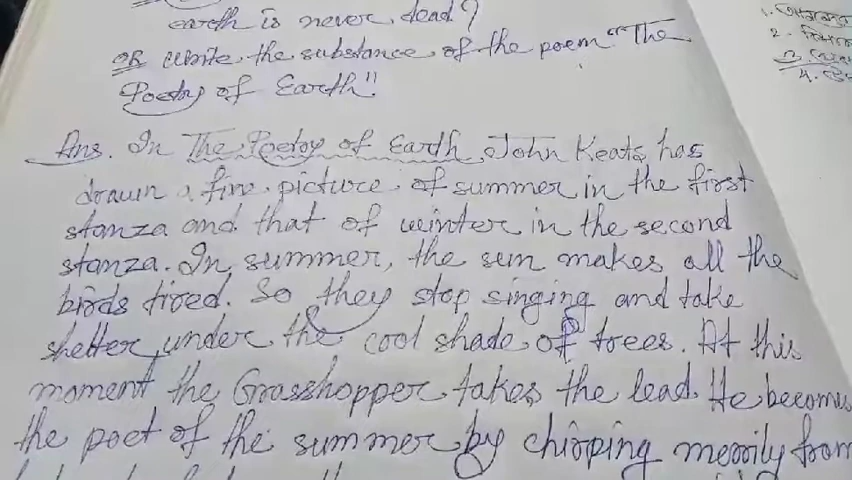 earth is never dead?
OR Write the substance of the poem "The
Poetry of Earth".
Ans. In The Poetry of Earth, John Keats has
drawn a fine picture of summer in the first
stanza and that of winter in the second
stanza. In summer, the sun makes all the
birds tired. So they stop singing and take
shelter under the cool shade of trees. At this
moment the Grasshopper takes the lead. He becomes
the poet of the summer by chirping merrily from